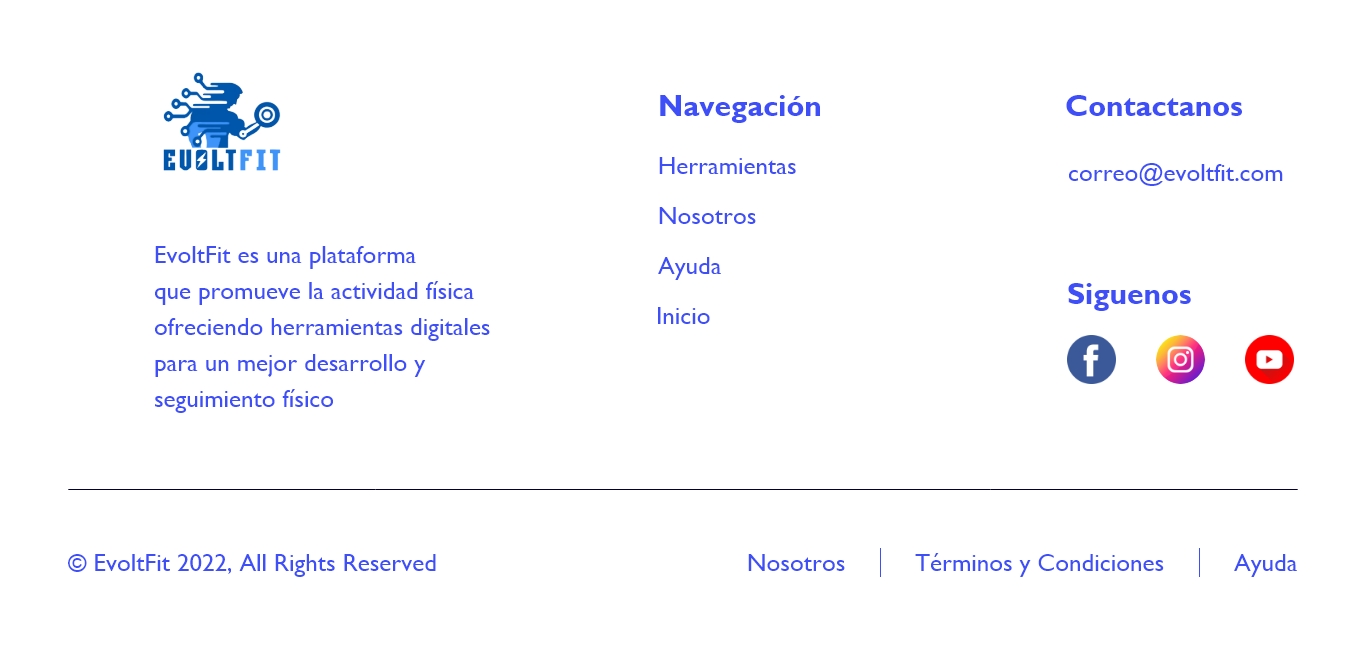 EVOLTFIT
EvoltFit es una plataforma
que promueve la actividad física
ofreciendo herramientas digitales
para un mejor desarrollo y
seguimiento físico
Navegación
Herramientas
Nosotros
Ayuda
Inicio
Contactanos
correo@evoltfit.com
Siguenos
© EvoltFit 2022, All Rights Reserved
Nosotros
Términos y Condiciones
Ayuda